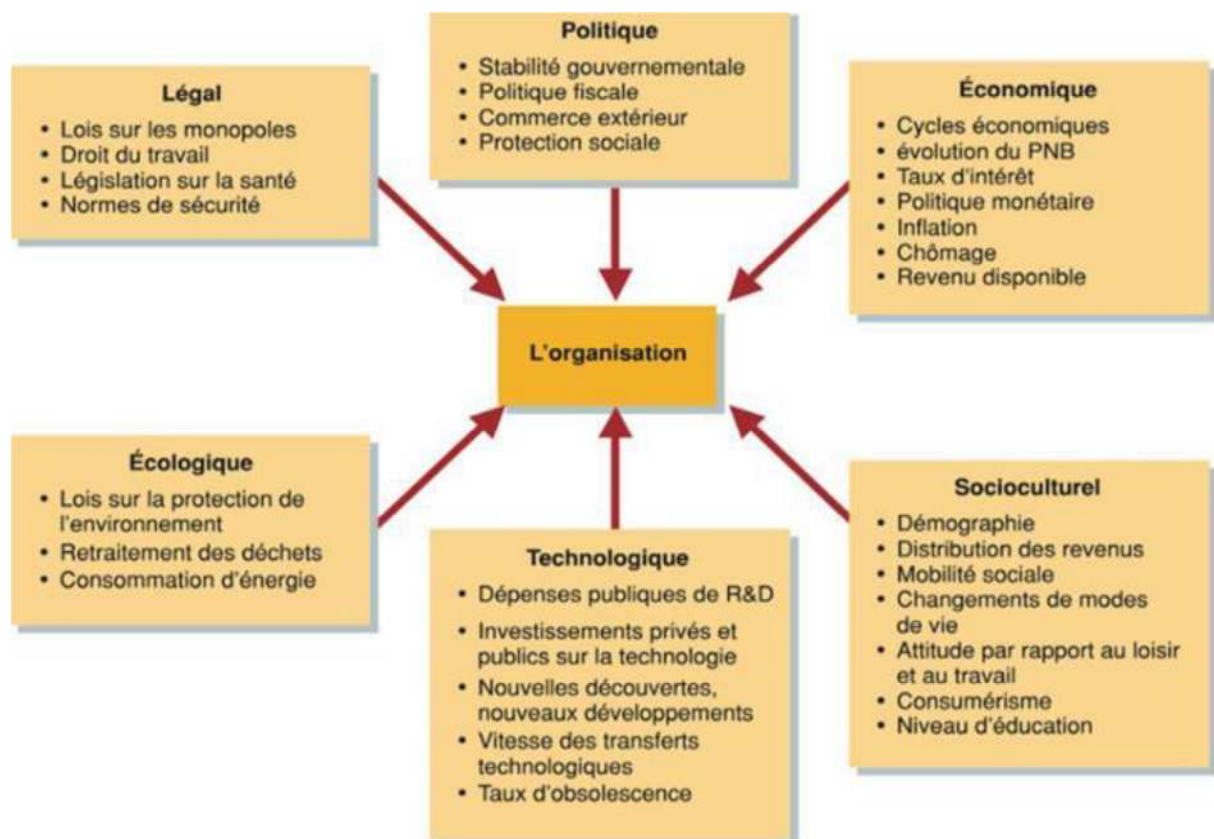 Politique
• Stabilité gouvernementale
• Politique fiscale
• Commerce extérieur
• Protection sociale
Légal
• Lois sur les monopoles
• Droit du travail
• Législation sur la santé
• Normes de sécurité
Économique
• Cycles économiques
• évolution du PNB
• Taux d'intérêt
• Politique monétaire
• Inflation
• Chômage
• Revenu disponible
L'organisation
Écologique
• Lois sur la protection de
l'environnement
• Retraitement des déchets
• Consommation d'énergie
Technologique
• Dépenses publiques de R&D
• Investissements privés et
publics sur la technologie
• Nouvelles découvertes,
nouveaux développements
• Vitesse des transferts
technologiques
• Taux d'obsolescence
Socioculturel
• Démographie
• Distribution des revenus
• Mobilité sociale
• Changements de modes
de vie
• Attitude par rapport au loisir
et au travail
• Consumérisme
• Niveau d'éducation